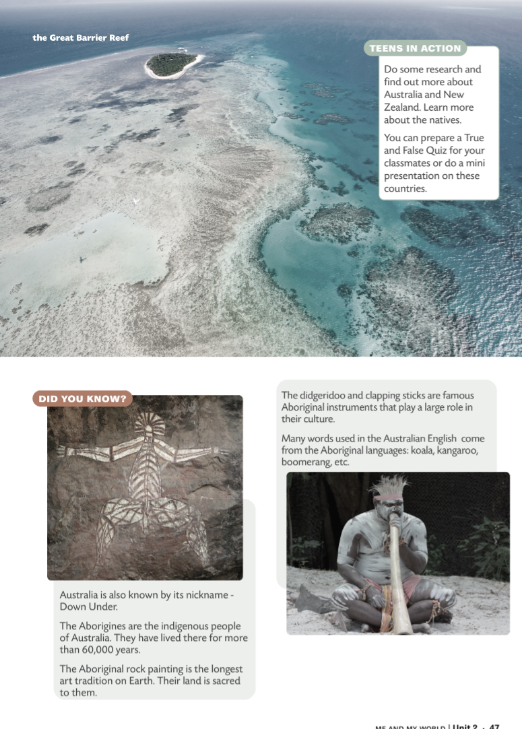 the Great Barrier Reef
TEENS IN ACTION
Do some research and
find out more about
Australia and New
Zealand. Learn more
about the natives.
You can prepare a True
and False Quiz for your
classmates or do a mini
presentation on these
countries.
DID YOU KNOW?
Australia is also known by its nickname -
Down Under.
The Aborigines are the indigenous people
of Australia. They have lived there for more
than 60,000 years.
The Aboriginal rock painting is the longest
art tradition on Earth. Their land is sacred
to them.
The didgeridoo and clapping sticks are famous
Aboriginal instruments that play a large role in
their culture.
Many words used in the Australian English come
from the Aboriginal languages: koala, kangaroo,
boomerang, etc.
ME AND MY WORLD | Unit 2 · 47